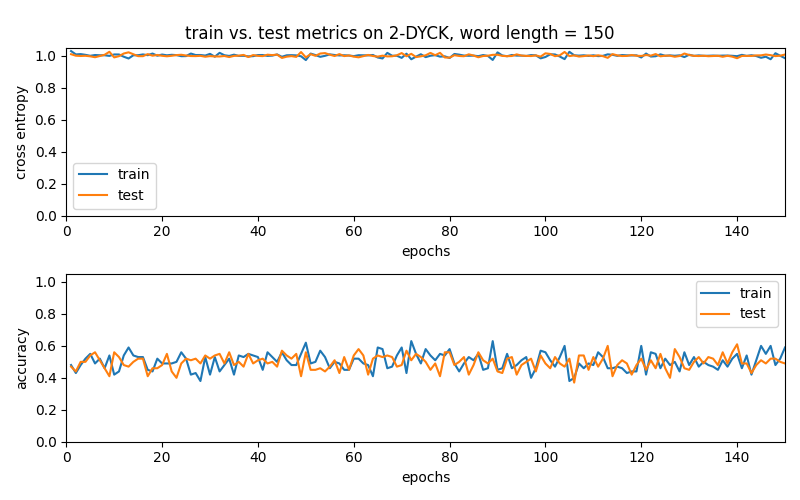 train vs. test metrics on 2-DYCK, word length = 150
1.0
0.8
0.6
0.4
0.2
0.0
cross entropy
train
test
0 20 40 60 80 100 120 140
epochs
1.0
0.8
0.6
0.4
0.2
0.0
accuracy
train
test
0 20 40 60 80 100 120 140
epochs